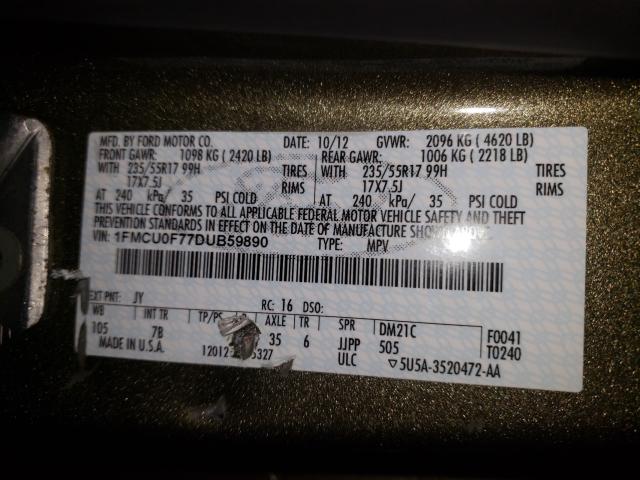 MFD. BY FORD MOTOR CO. DATE: 10/12 GVWR: 2096 KG ( 4620 LB)
FRONT GAWR: 1098 KG ( 2420 LB) REAR GAWR: 1006 KG ( 2218 LB)
WITH 235/55R17 99H TIRES WITH 235/55R17 99H TIRES
17X7.5J RIMS 17X7.5J RIMS
AT 240 kPa/ 35 PSI COLD AT 240 kPa/ 35 PSI COLD
THIS VEHICLE CONFORMS TO ALL APPLICABLE FEDERAL MOTOR VEHICLE SAFETY AND THEFT
PREVENTION STANDARDS IN EFFECT ON THE DATE OF MANUFACTURE SHOWN ABOVE.
VIN: 1FMCU0F77DUB59890 TYPE: MPV
EXT PNT: JY RC: 16 DSO:
WB INT TR TP/PS AXLE TR SPR DM21C F0041
105 7B 35 6 JJPP 505 T0240
MADE IN U.S.A. ULC ▽5U5A-3520472-AA